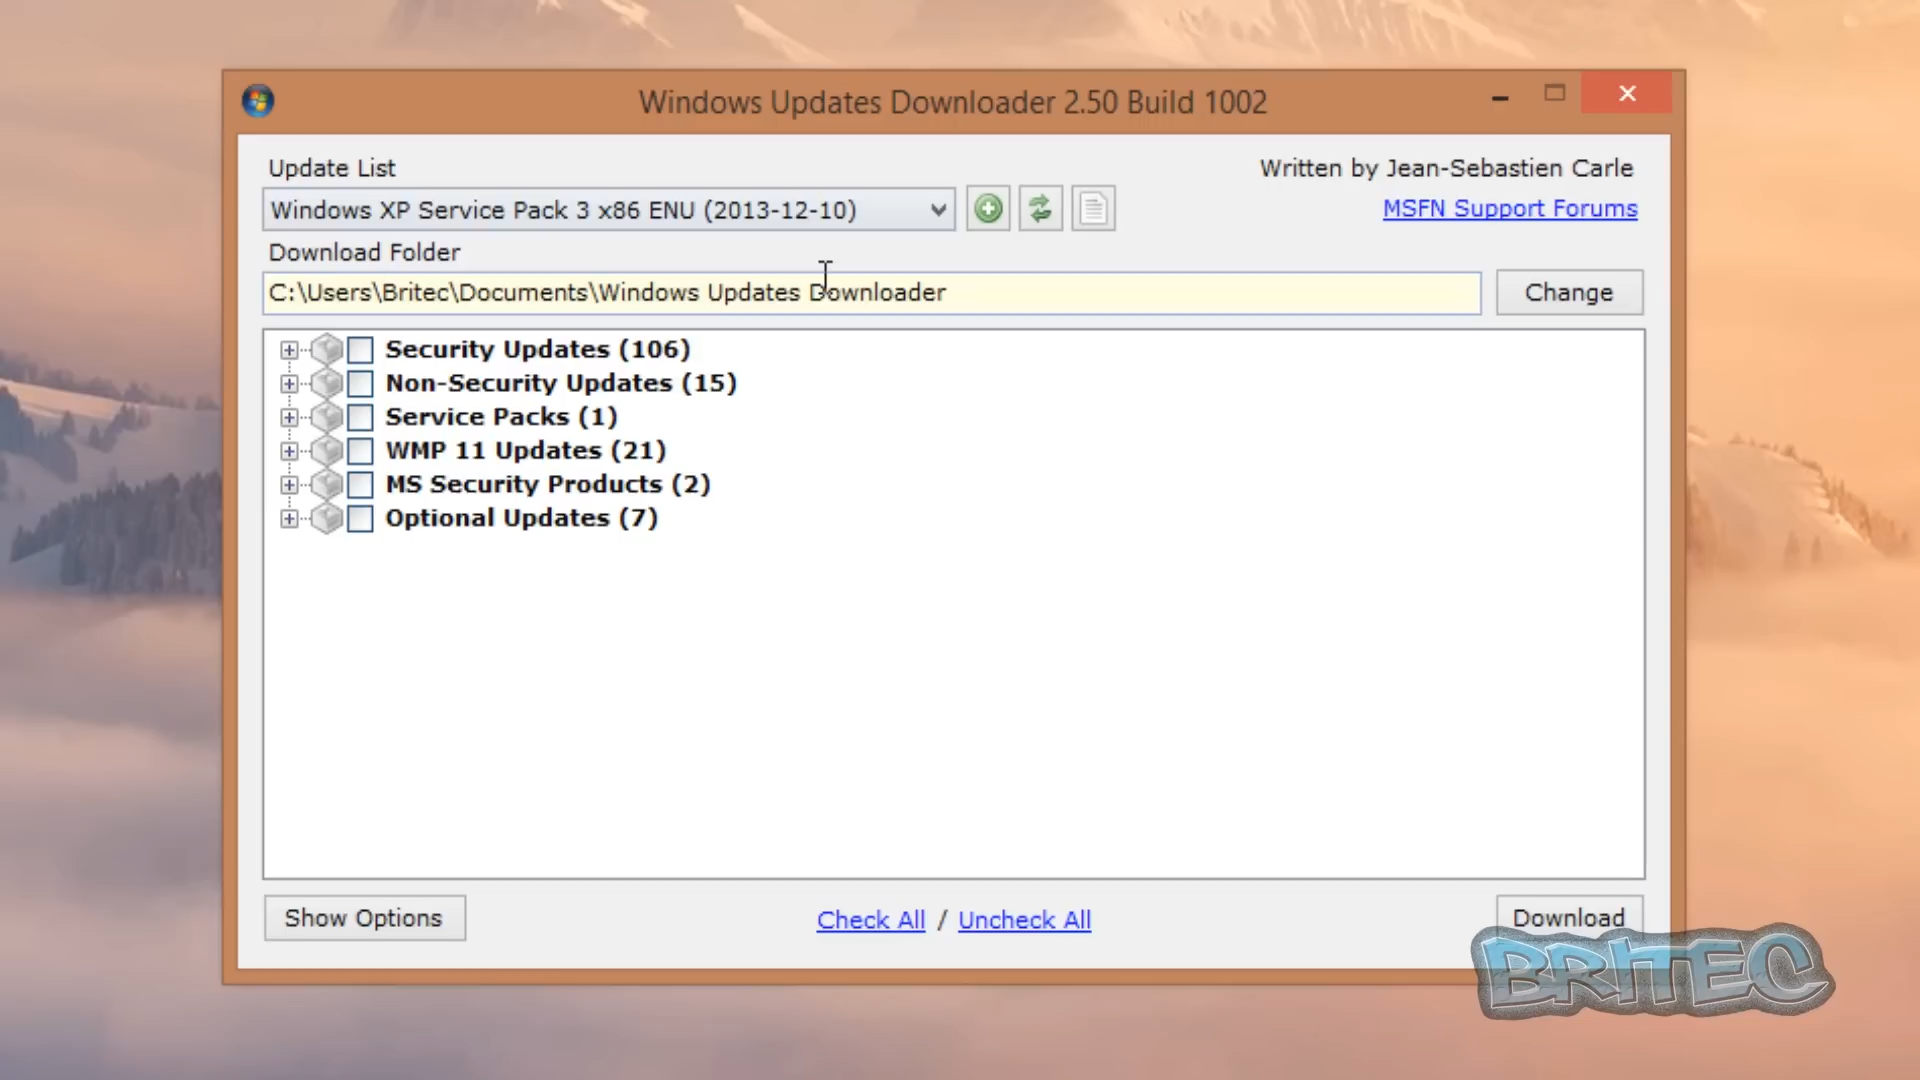 Windows Updates Downloader 2.50 Build 1002
Update List
Written by Jean-Sebastien Carle
Windows XP Service Pack 3 x86 ENU (2013-12-10)
MSFN Support Forums
Download Folder
C:\Users\Britec\Documents\Windows Updates Downloader
Change
Security Updates (106)
Non-Security Updates (15)
Service Packs (1)
WMP 11 Updates (21)
MS Security Products (2)
Optional Updates (7)
Show Options
Check All / Uncheck All
Download
BRITEC